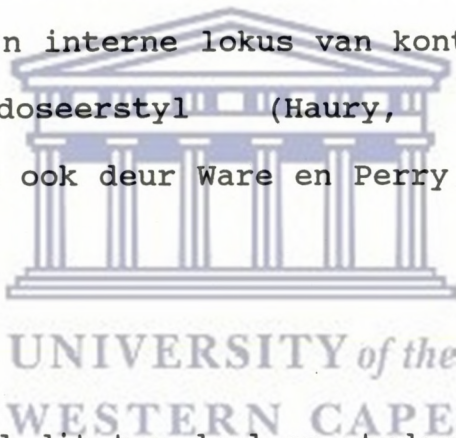 n interne lokus van kont
doseerstyl (Haury,
ook deur Ware en Perry
UNIVERSITY of the
WESTERN CAPE